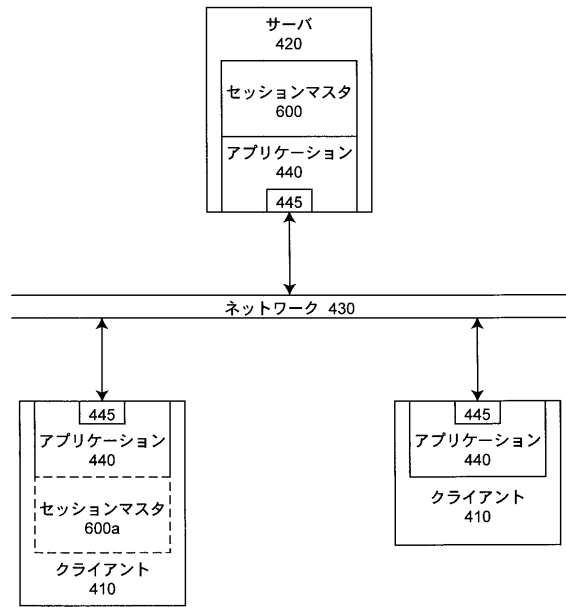 サーバ
420
セッションマスタ
600
アプリケーション
440
445
ネットワーク 430
445
アプリケーション
440
セッションマスタ
600a
クライアント
410
445
アプリケーション
440
クライアント
410